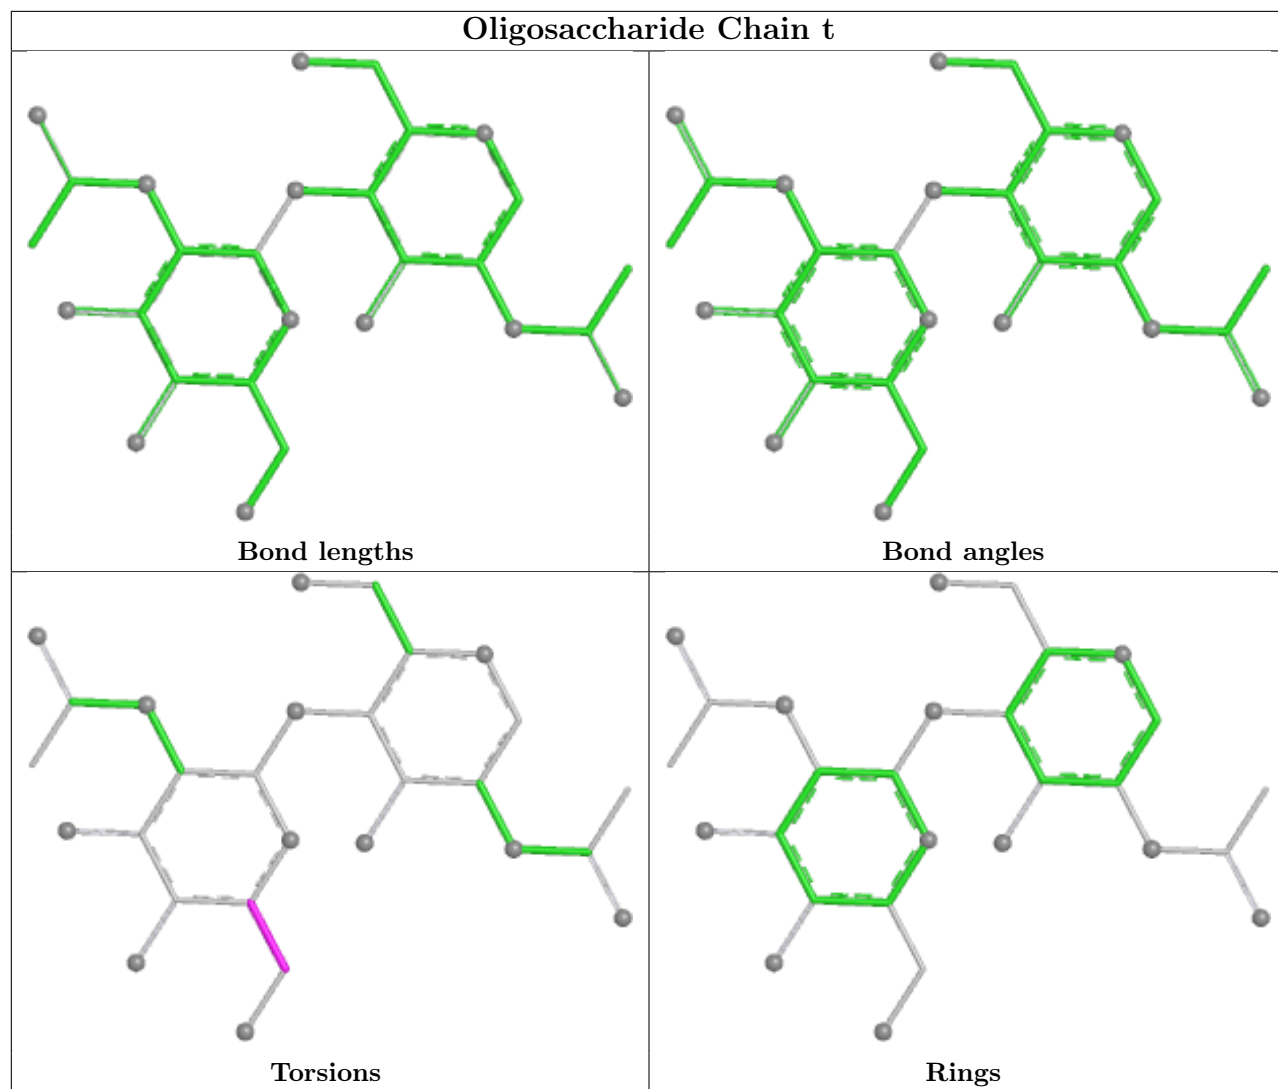 Oligosaccharide Chain t
Bond lengths
Bond angles
Torsions
Rings